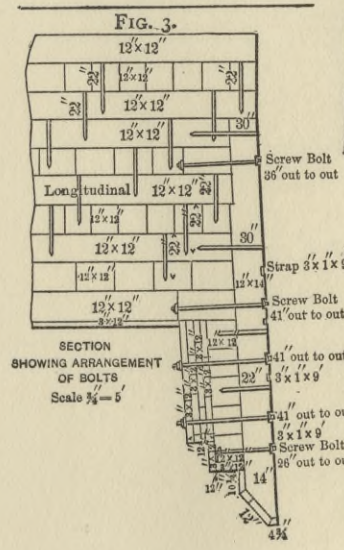 FIG. 3.
12"×12"
22"
12"×12"
22"
12"×12"
22"
12"×12"
30"
Screw Bolt
36" out to out
Longitudinal
12"×12"
22"
12"×12"
22"
12"×12"
22"
30"
12"×12"
12"×14"
Strap 3"×1"×9'
12"×12"
3"×12"
Screw Bolt
41" out to out
SECTION
SHOWING ARRANGEMENT
OF BOLTS
Scale ¾"= 5'
12"×12"
41" out to out
22"
3"×1"×9'
41" out to out
3"×1"×9'
Screw Bolt
26" out to out
12"
14"
12"
4¾"